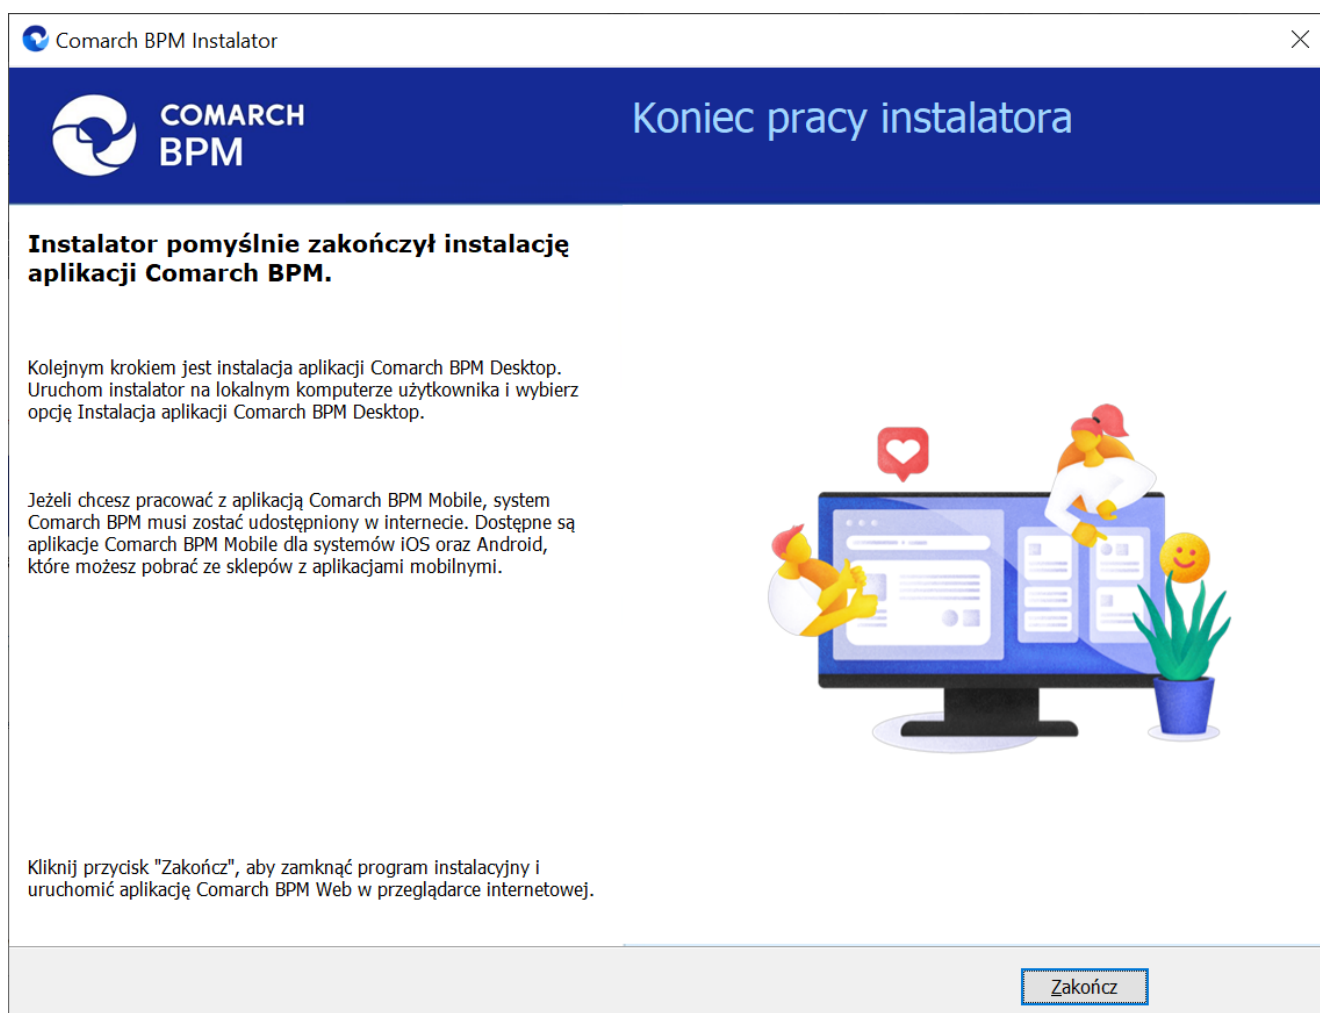 Comarch BPM Instalator
COMARCH
BPM
Koniec pracy instalatora
Instalator pomyślnie zakończył instalację
aplikacji Comarch BPM.
Kolejnym krokiem jest instalacja aplikacji Comarch BPM Desktop.
Uruchom instalator na lokalnym komputerze użytkownika i wybierz
opcję Instalacja aplikacji Comarch BPM Desktop.
Jeżeli chcesz pracować z aplikacją Comarch BPM Mobile, system
Comarch BPM musi zostać udostępniony w internecie. Dostępne są
aplikacje Comarch BPM Mobile dla systemów iOS oraz Android,
które możesz pobrać ze sklepów z aplikacjami mobilnymi.
Kliknij przycisk "Zakończ", aby zamknąć program instalacyjny i
uruchomić aplikację Comarch BPM Web w przeglądarce internetowej.
Zakończ